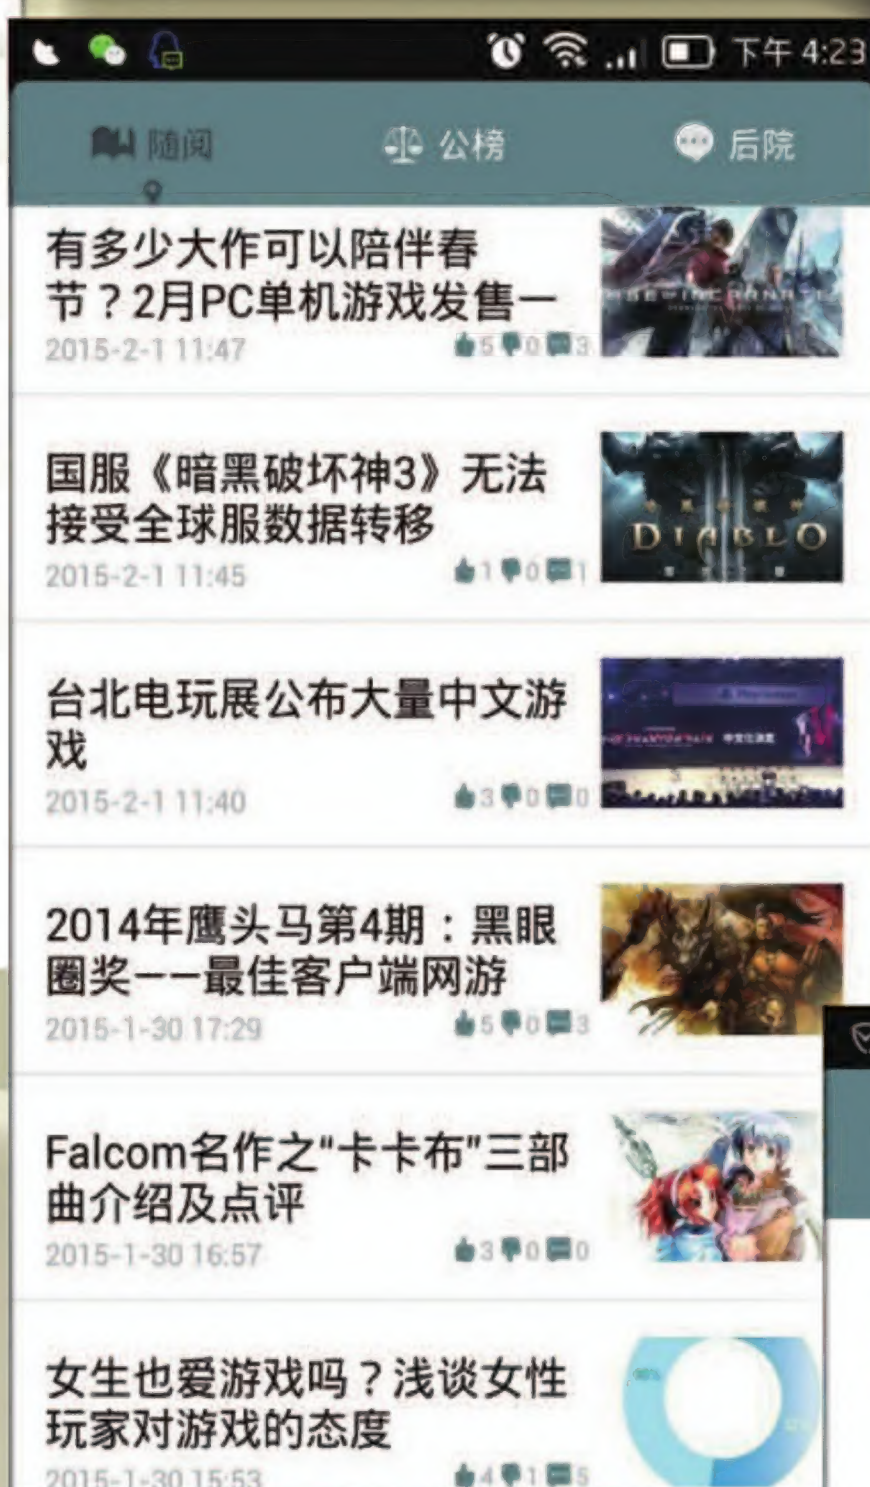 下午 4:23
随阅 公榜 后院
有多少大作可以陪伴春
节？2月PC单机游戏发售一
2015-2-1 11:47 5 0 3
国服《暗黑破坏神3》无法
接受全球服数据转移
2015-2-1 11:45 1 0 1
DIABLO
台北电玩展公布大量中文游
戏
2015-2-1 11:40 3 0 0
2014年鹰头马第4期：黑眼
圈奖——最佳客户端网游
2015-1-30 17:29 5 0 3
Falcom名作之“卡卡布”三部
曲介绍及点评
2015-1-30 16:57 3 0 0
女生也爱游戏吗？浅谈女性
玩家对游戏的态度
2015-1-30 15:53 4 1 5